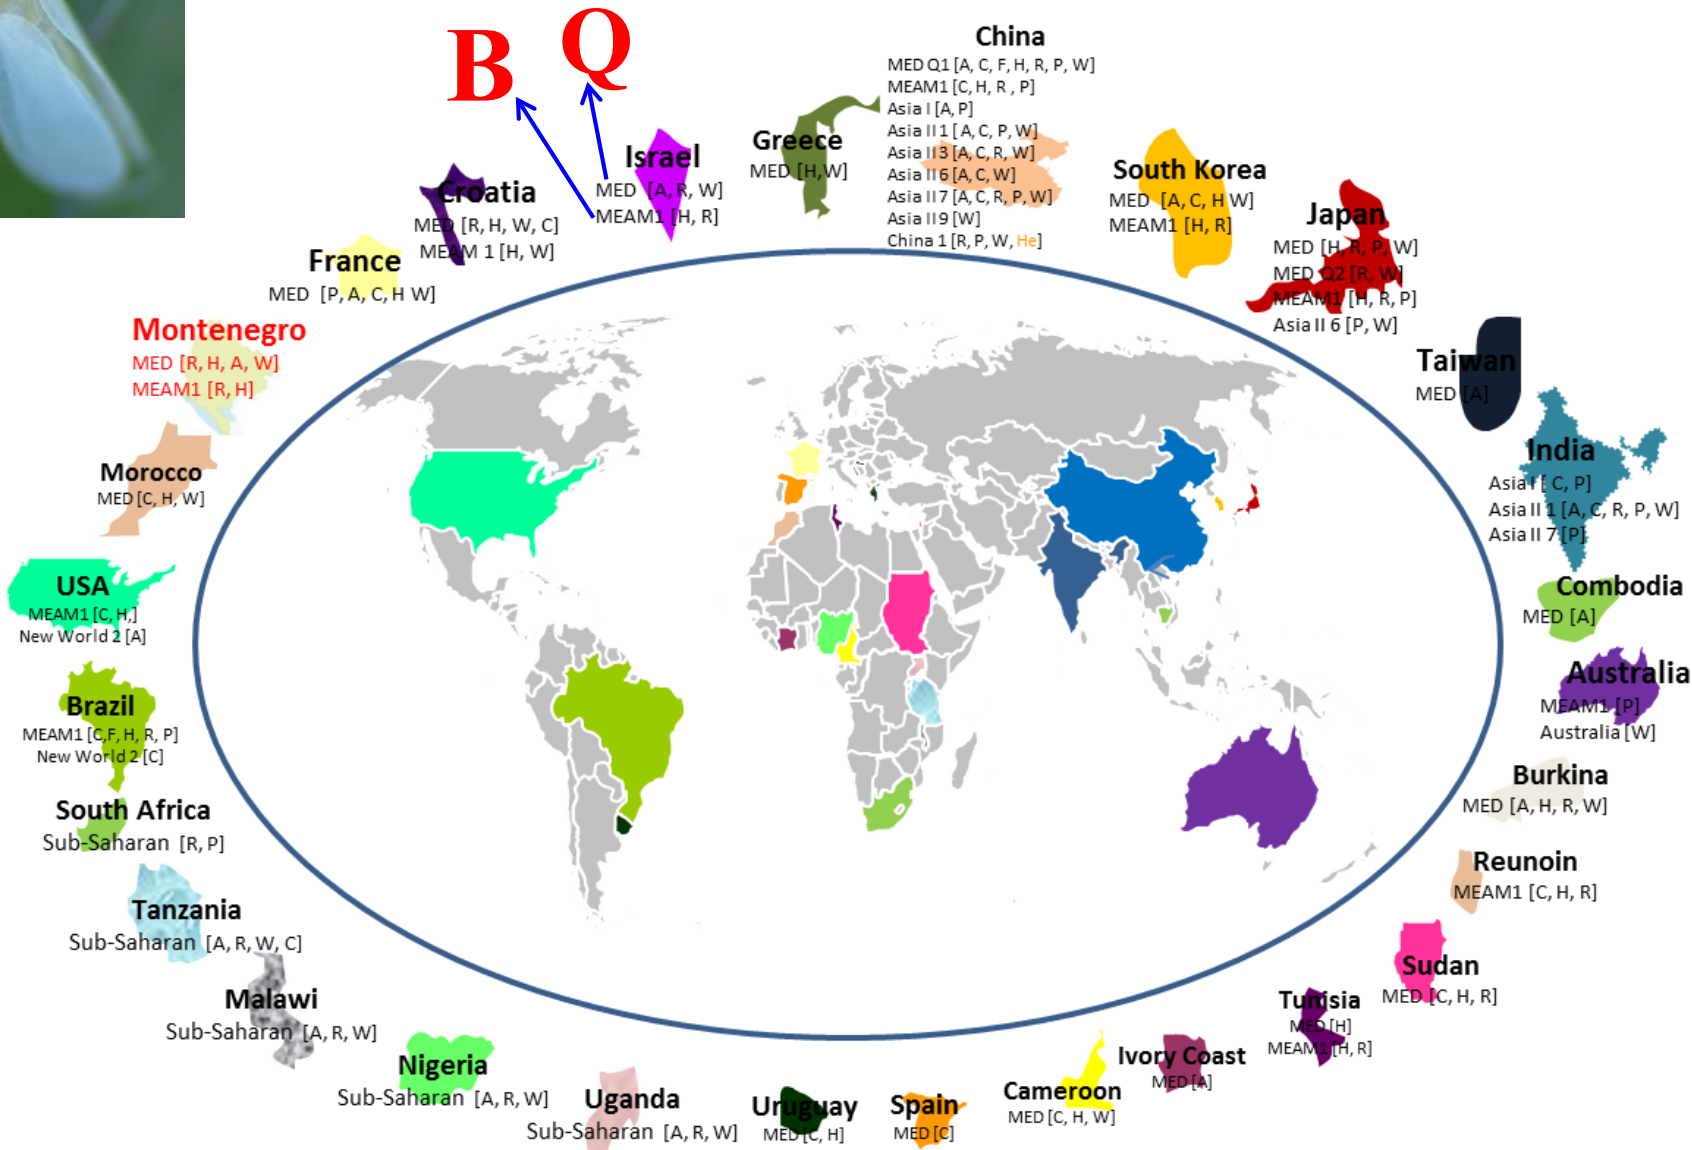 B
Q
China
MED Q1 [A, C, F, H, R, P, W]
MEAM1 [C, H, R , P]
Asia I [A, P]
Asia II 1 [A, C, P, W]
Asia II 3 [A, C, R, W]
Asia II 6 [A, C, W]
Asia II 7 [A, C, R, P, W]
Asia II 9 [W]
China 1 [R, P, W, He]
Greece
MED [H,W]
Israel
MED [A, R, W]
MEAM1 [H, R]
Croatia
MED [R, H, W, C]
MEAM 1 [H, W]
France
MED [P, A, C, H W]
South Korea
MED [A, C, H W]
MEAM1 [H, R]
Japan
MED [H, R, P, W]
MED Q2 [R, W]
MEAM1 [H, R, P]
Asia II 6 [P, W]
Montenegro
MED [R, H, A, W]
MEAM1 [R, H]
Taiwan
MED [A]
Morocco
MED [C, H, W]
India
Asia I [ C, P]
Asia II 1 [A, C, R, P, W]
Asia II 7 [P]
USA
MEAM1 [C, H,]
New World 2 [A]
Combodia
MED [A]
Brazil
MEAM1 [C,F, H, R, P]
New World 2 [C]
Australia
MEAM1 [P]
Australia [W]
South Africa
Sub-Saharan [R, P]
Burkina
MED [A, H, R, W]
Tanzania
Sub-Saharan [A, R, W, C]
Reunoin
MEAM1 [C, H, R]
Malawi
Sub-Saharan [A, R, W]
Sudan
MED [C, H, R]
Nigeria
Sub-Saharan [A, R, W]
Tunisia
MED [H]
MEAM1 [H, R]
Uganda
Sub-Saharan [A, R, W]
Uruguay
MED [C, H]
Spain
MED [C]
Cameroon
MED [C, H, W]
Ivory Coast
MED [A]